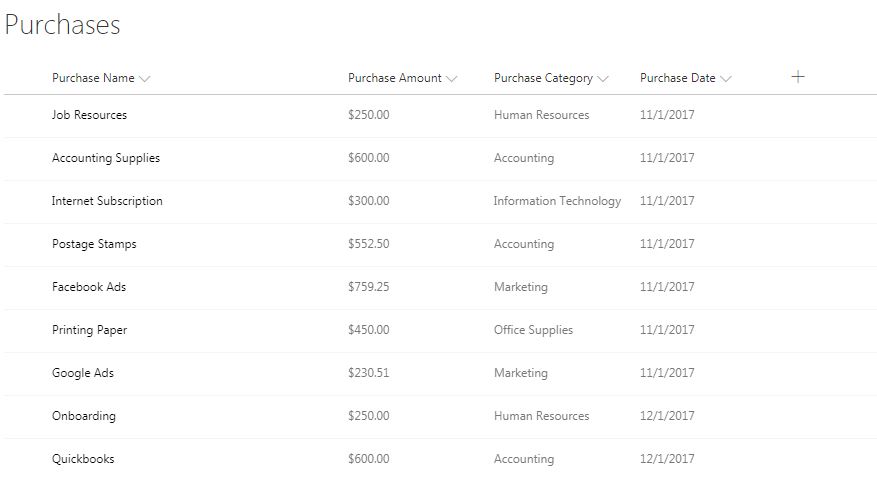 Purchases
Purchase Name Purchase Amount Purchase Category Purchase Date
Job Resources $250.00 Human Resources 11/1/2017
Accounting Supplies $600.00 Accounting 11/1/2017
Internet Subscription $300.00 Information Technology 11/1/2017
Postage Stamps $552.50 Accounting 11/1/2017
Facebook Ads $759.25 Marketing 11/1/2017
Printing Paper $450.00 Office Supplies 11/1/2017
Google Ads $230.51 Marketing 11/1/2017
Onboarding $250.00 Human Resources 12/1/2017
Quickbooks $600.00 Accounting 12/1/2017